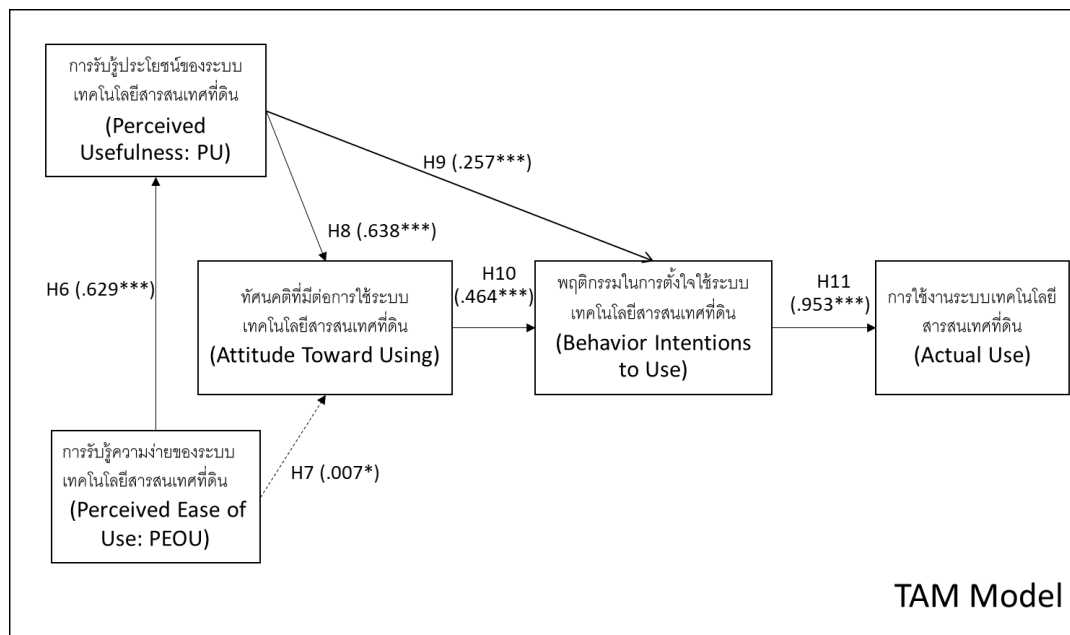 การรับรู้ประโยชน์ของระบบ
เทคโนโลยีสารสนเทศที่ดิน
(Perceived
Usefulness: PU)
H9 (.257***)
H8 (.638***)
H6 (.629***)
ทัศนคติที่มีต่อการใช้ระบบ
เทคโนโลยีสารสนเทศที่ดิน
(Attitude Toward Using)
H10
(.464***)
พฤติกรรมในการตั้งใจใช้ระบบ
เทคโนโลยีสารสนเทศที่ดิน
(Behavior Intentions
to Use)
H11
(.953***)
การใช้งานระบบเทคโนโลยี
สารสนเทศที่ดิน
(Actual Use)
การรับรู้ความง่ายของระบบ
เทคโนโลยีสารสนเทศที่ดิน
(Perceived Ease of
Use: PEOU)
H7 (.007*)
TAM Model